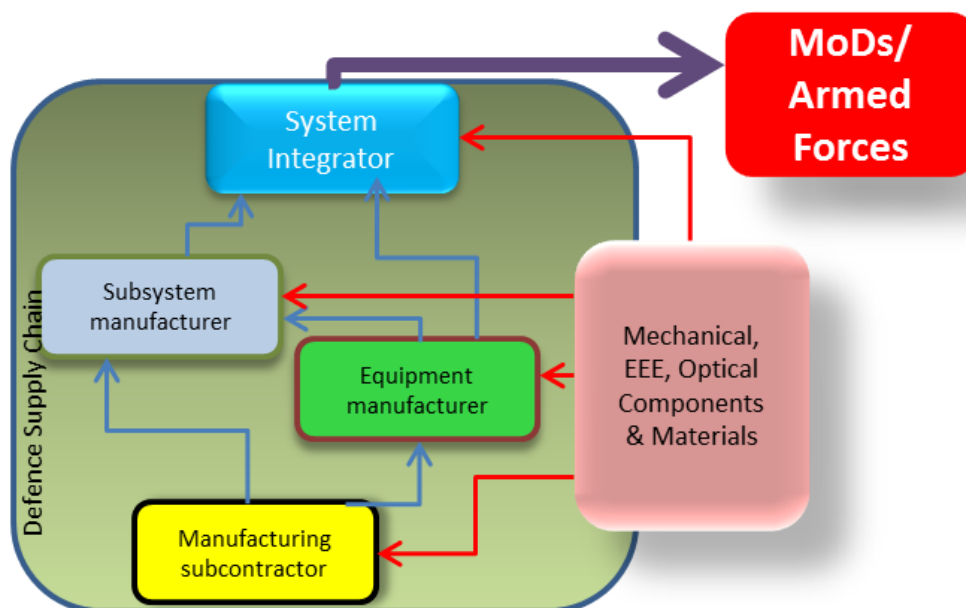 MoDs/
Armed
Forces
System
Integrator
Subsystem
manufacturer
Mechanical,
EEE, Optical
Components
& Materials
Equipment
manufacturer
Manufacturing
subcontractor
Defence Supply Chain